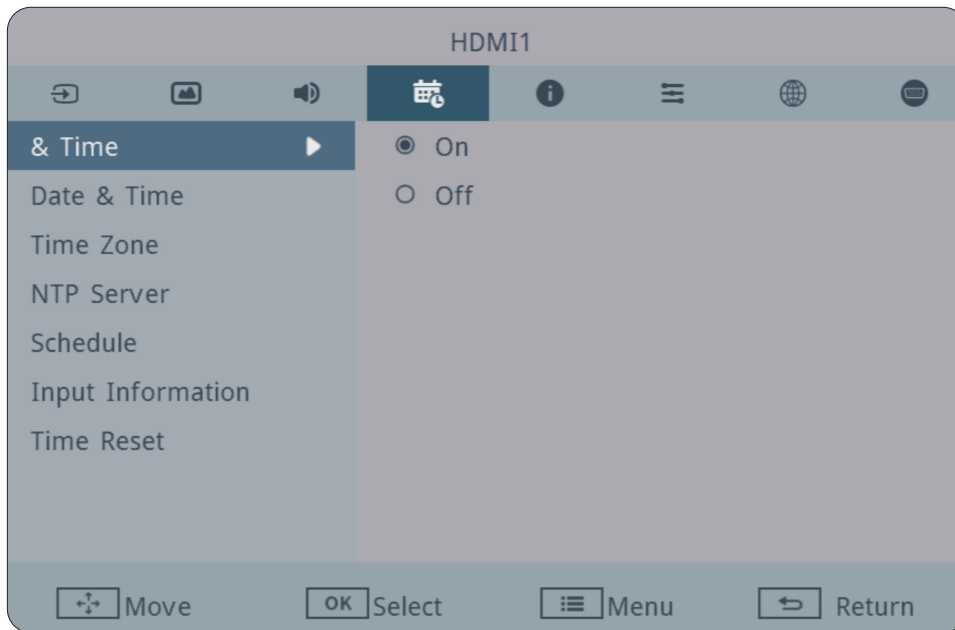 HDMI1
& Time
On
Date & Time
Off
Time Zone
NTP Server
Schedule
Input Information
Time Reset
Move
OK Select
Menu
Return